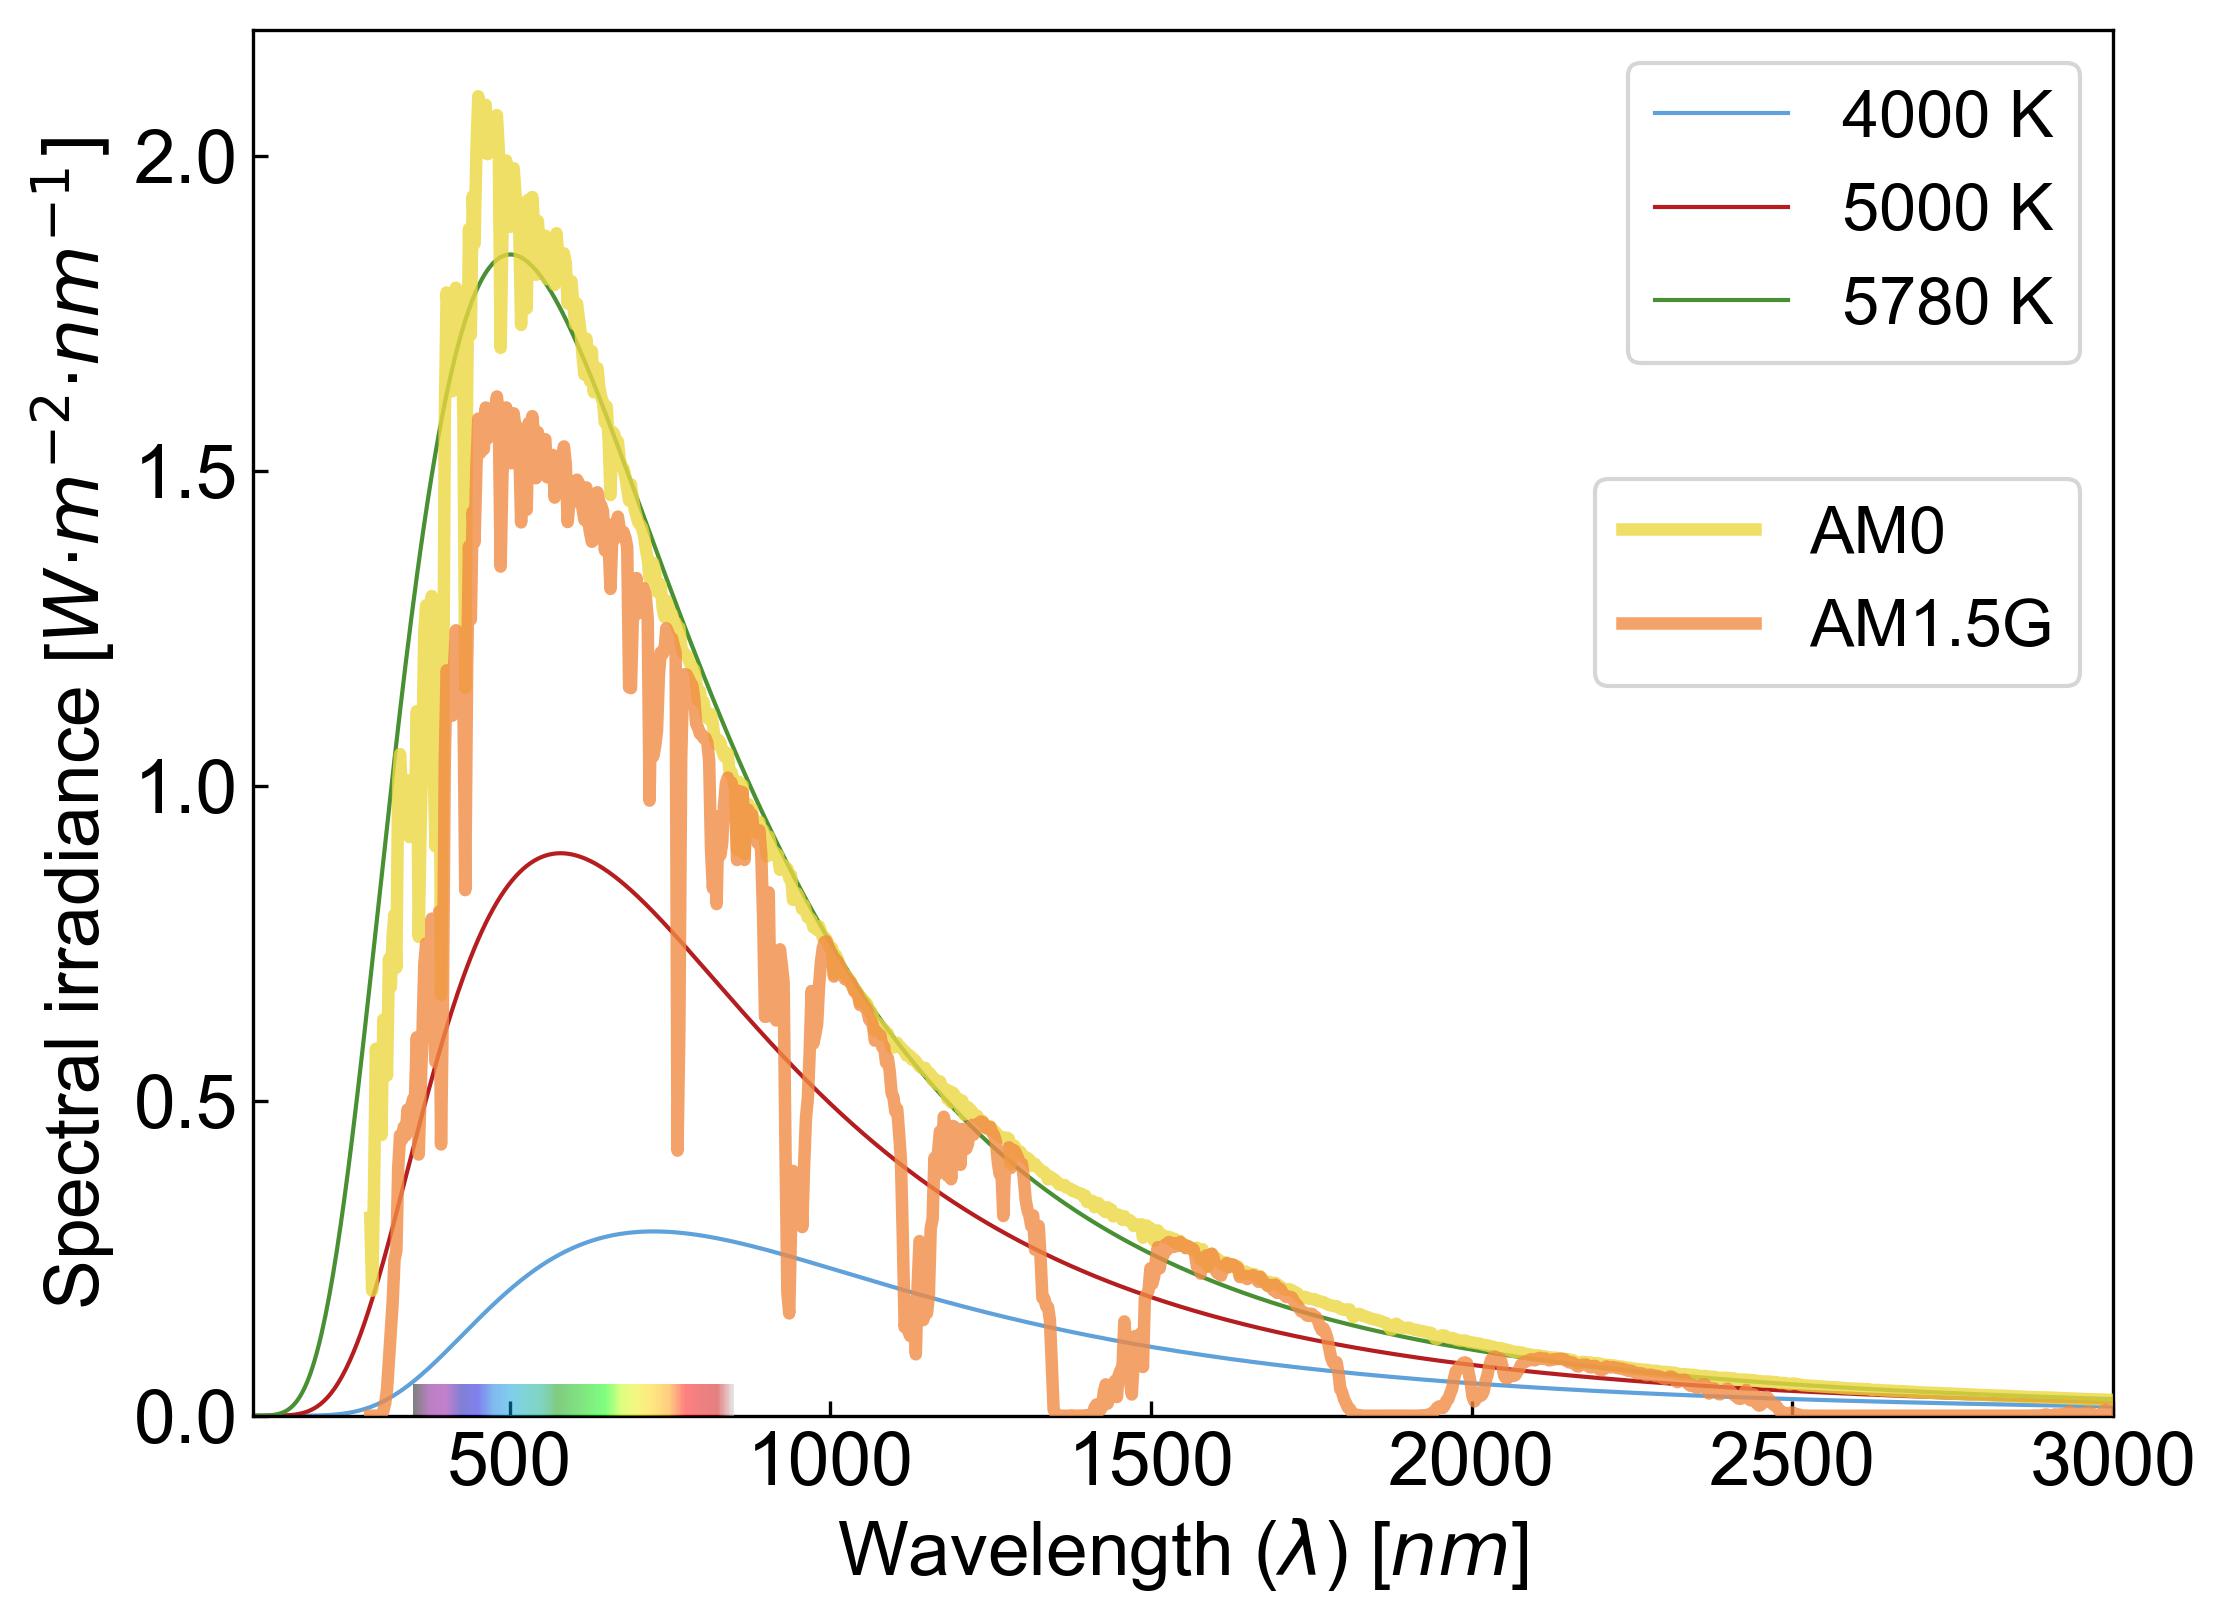 4000 K
5000 K
5780 K
AM0
AM1.5G
Spectral irradiance [W·m⁻²·nm⁻¹]
2.0
1.5
1.0
0.5
0.0
500 1000 1500 2000 2500 3000
Wavelength (λ) [nm]